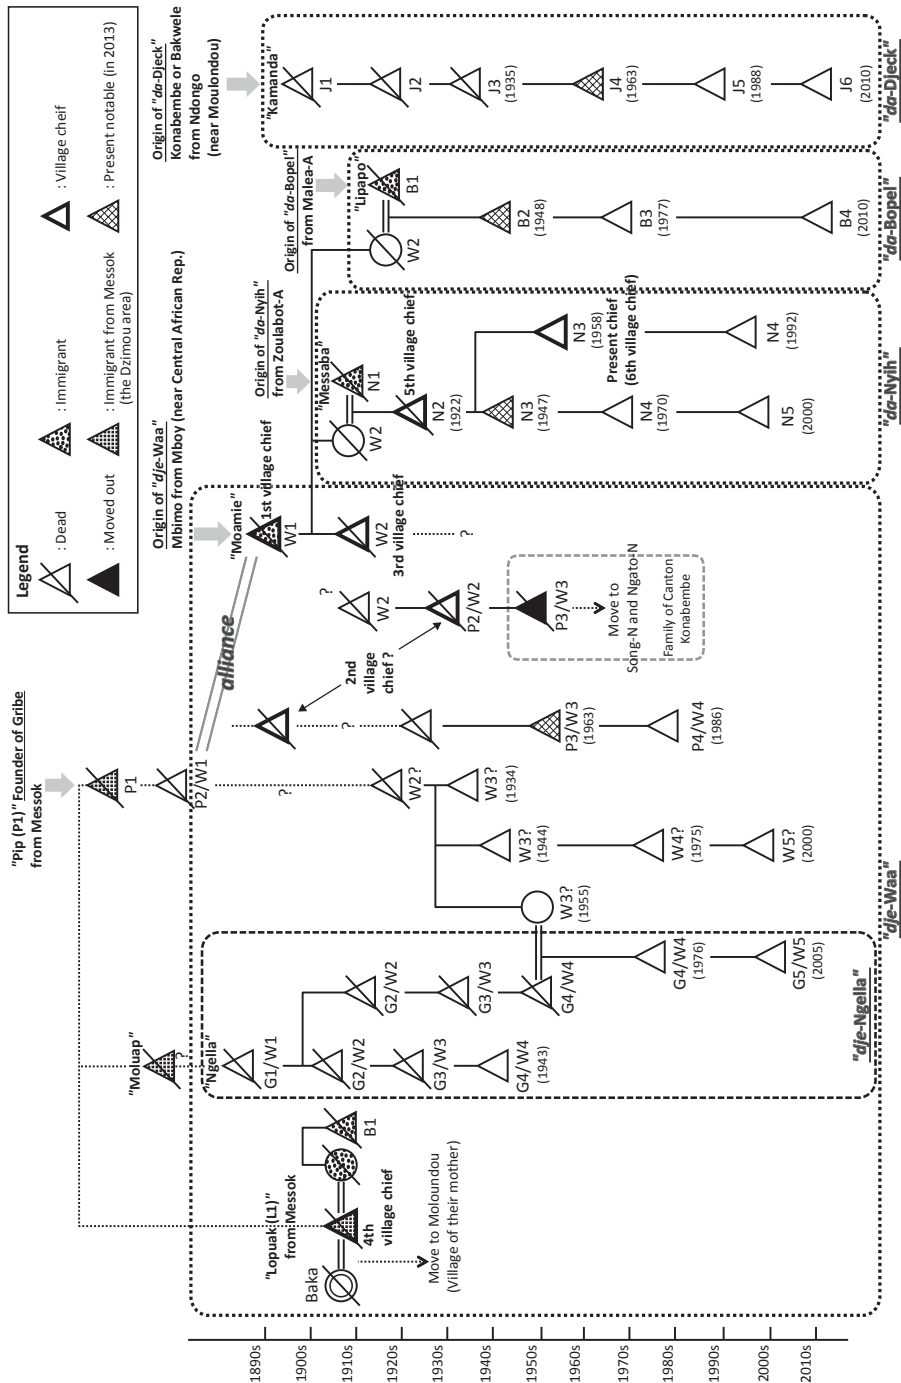 Legend
: Dead
: Immigrant
: Village cheif
: Moved out
: Immigrant from Messok
(the Dzimou area)
: Present notable (in 2013)
"Pip (P1)" Founder of Gribe
from Messok
Origin of "dje-Waa"
Mbimo from Mboy (near Central African Rep.)
Origin of "da-Djeck"
Konabembe or Bakwele
from Ndongo
(near Moulondou)
Origin of "da-Nyih"
from Zoulabot-A
Origin of "da-Bopel"
from Malea-A
"Lopuak (L1)"
from Messok
Baka
4th
village chief
B1
Move to Moloundou
(Village of their mother)
"Moluap"
?
"Ngella"
G1/W1
G2/W2
G3/W3
G4/W4
(1943)
G2/W2
G3/W3
G4/W4
G4/W4
(1976)
G5/W5
(2005)
"dje-Ngella"
P1
P2/W1
?
W2?
W3?
(1934)
W3?
(1944)
W4?
(1975)
W5?
(2000)
W3?
(1955)
alliance
2nd
village
chief ?
?
P3/W3
(1963)
P4/W4
(1986)
?
W2
P2/W2
P3/W3
Move to
Song-N and Ngato-N
Family of Canton
Konabembe
"Moamie"
1st village chief
W1
W2
3rd village chief
?
"dje-Waa"
"Messaba"
N1
W2
5th village chief
N2
(1922)
N3
(1947)
N4
(1970)
N5
(2000)
N3
(1958)
Present chief
(6th village chief)
N4
(1992)
"da-Nyih"
"Lipapo"
B1
W2
B2
(1948)
B3
(1977)
B4
(2010)
"da-Bopel"
"Kamanda"
J1
J2
J3
(1935)
J4
(1963)
J5
(1988)
J6
(2010)
"da-Djeck"
1890s
1900s
1910s
1920s
1930s
1940s
1950s
1960s
1970s
1980s
1990s
2000s
2010s